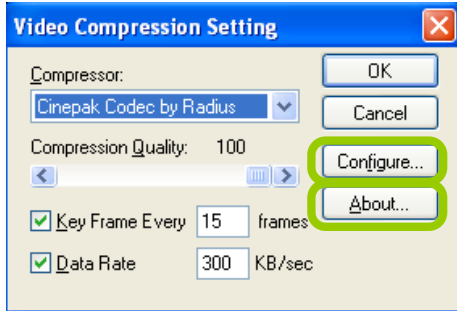 Video Compression Setting
Compressor:
Cinepak Codec by Radius
Compression Quality: 100
Key Frame Every 15 frames
Data Rate 300 KB/sec
OK
Cancel
Configure...
About...